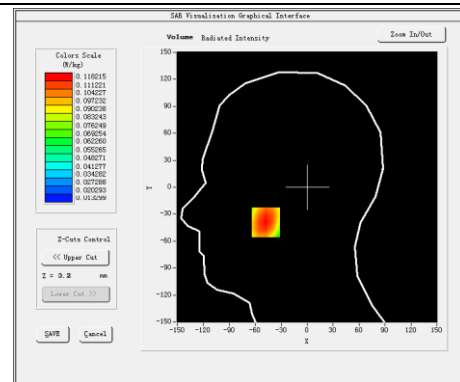 SAR Visualisation Graphical Interface
Volume Radiated Intensity
Zoom In/Out
Colors Scale
(W/kg)
0.118215
0.111221
0.104227
0.097232
0.090238
0.083243
0.076249
0.069254
0.062260
0.055265
0.048271
0.041277
0.034282
0.027288
0.020293
0.013299
Z-Cuts Control
<< Upper Cut
Z = 3.2 mm
Lower Cut >>
SAVE Cancel
150
120
90
60
30
0
-30
-60
-90
-120
-150
Y
-150 -120 -90 -60 -30 0 30 60 90 120 150
X